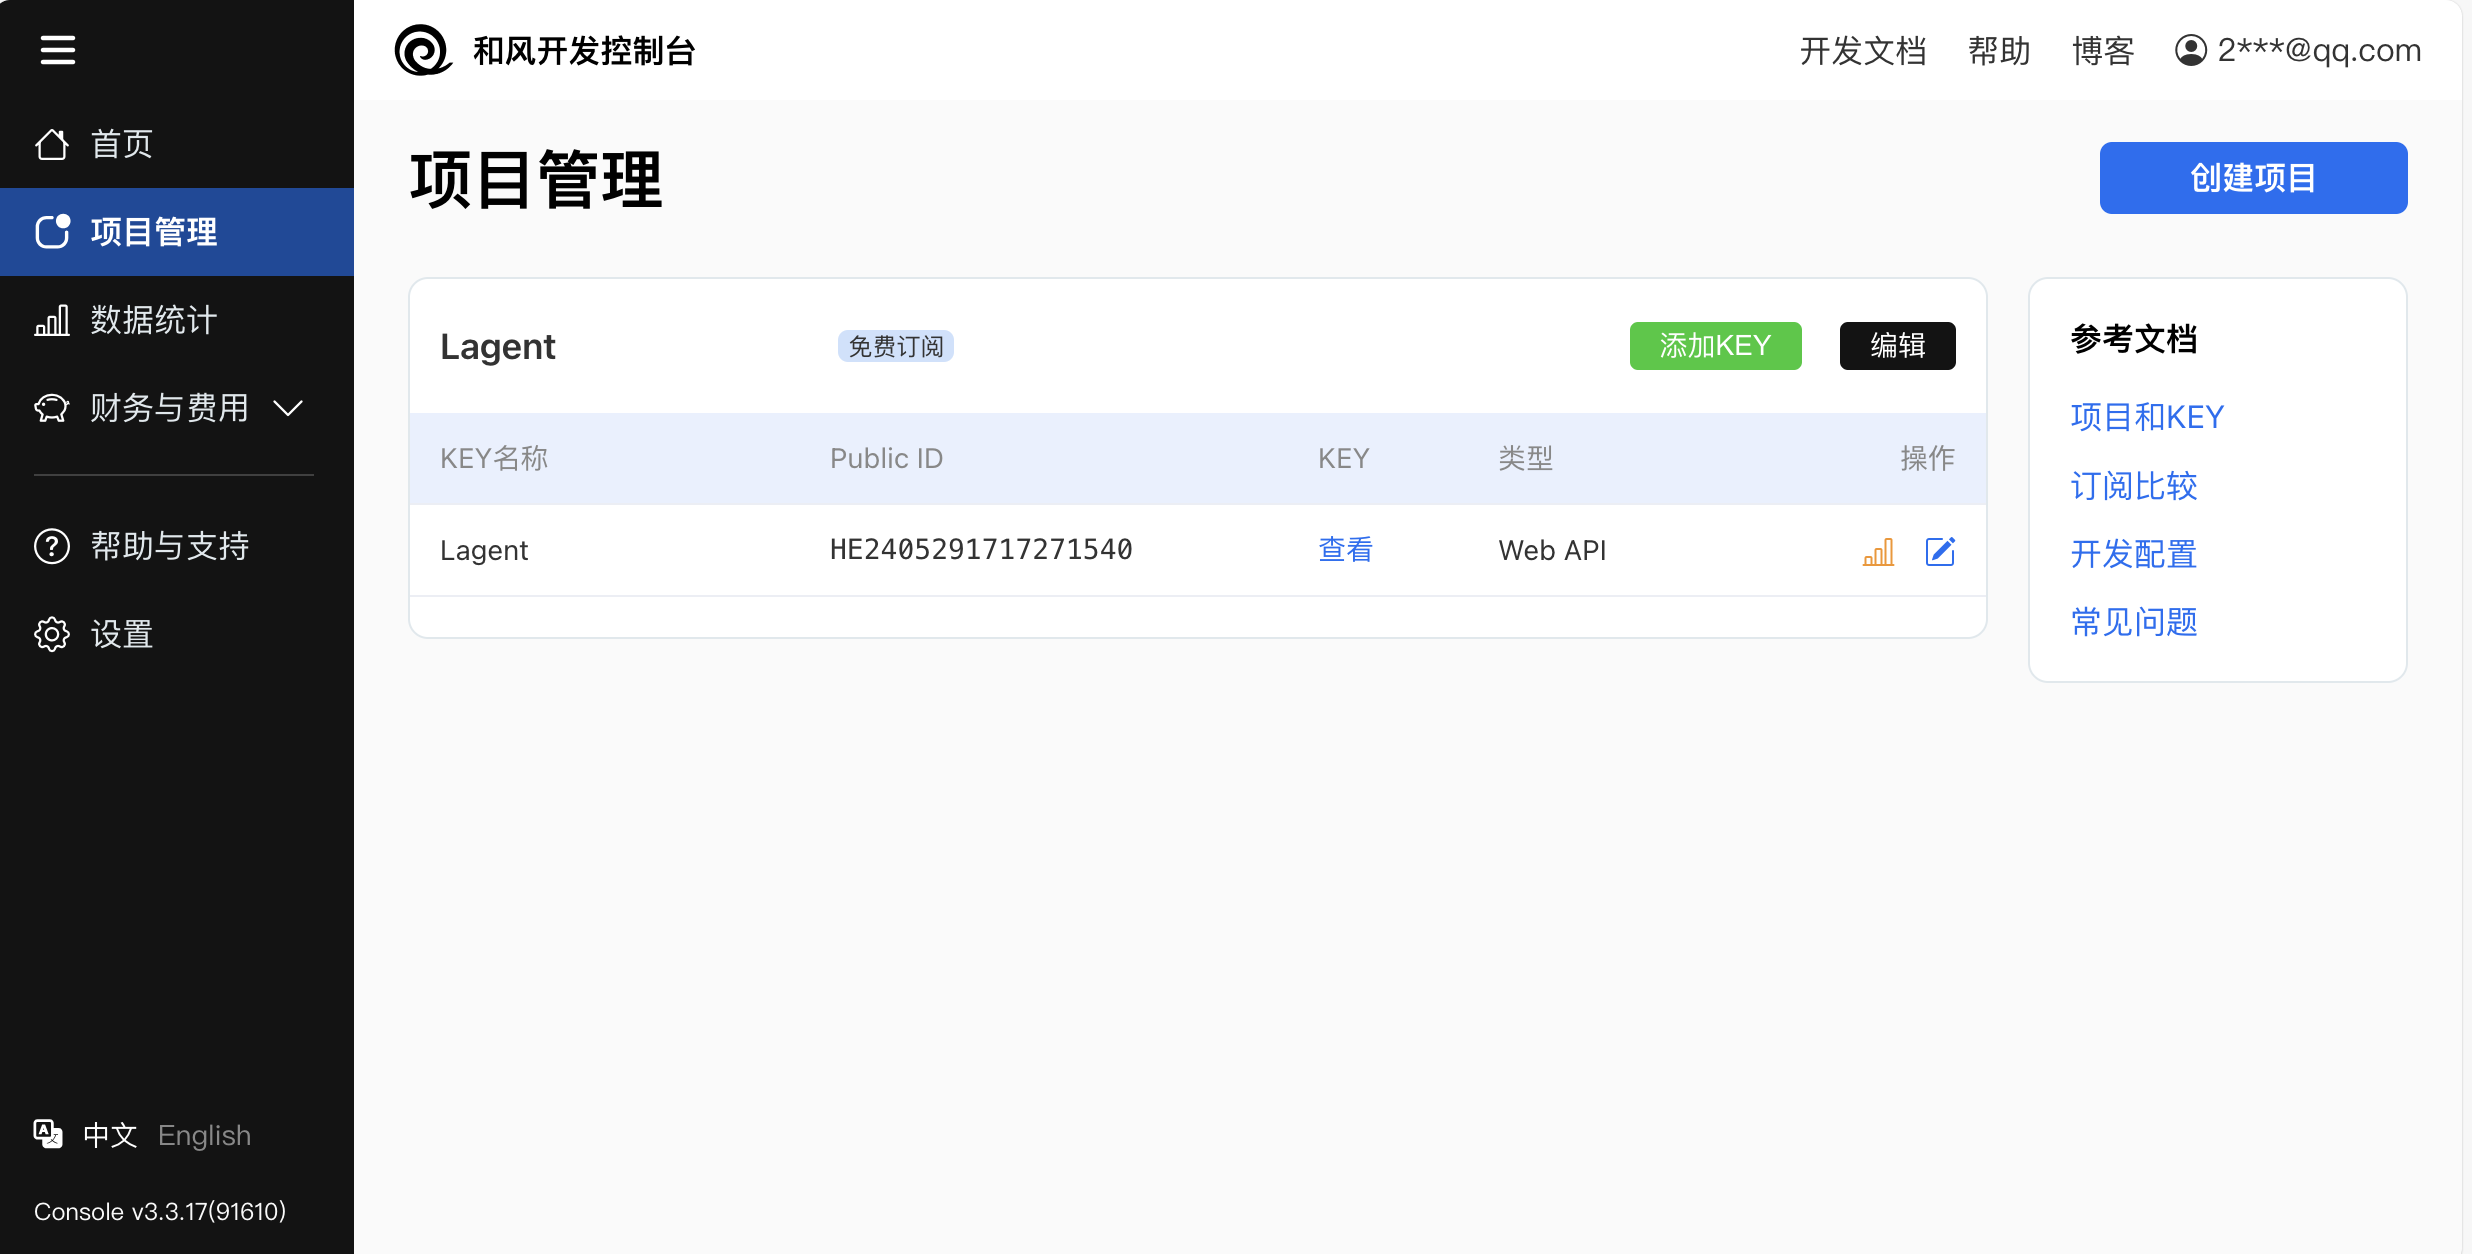 和风开发控制台
开发文档 帮助 博客 2***@qq.com
首页
项目管理
数据统计
财务与费用
帮助与支持
设置
中文 English
Console v3.3.17(91610)
项目管理
创建项目
Lagent 免费订阅 添加KEY 编辑
KEY名称 Public ID KEY 类型 操作
Lagent HE2405291717271540 查看 Web API
参考文档
项目和KEY
订阅比较
开发配置
常见问题